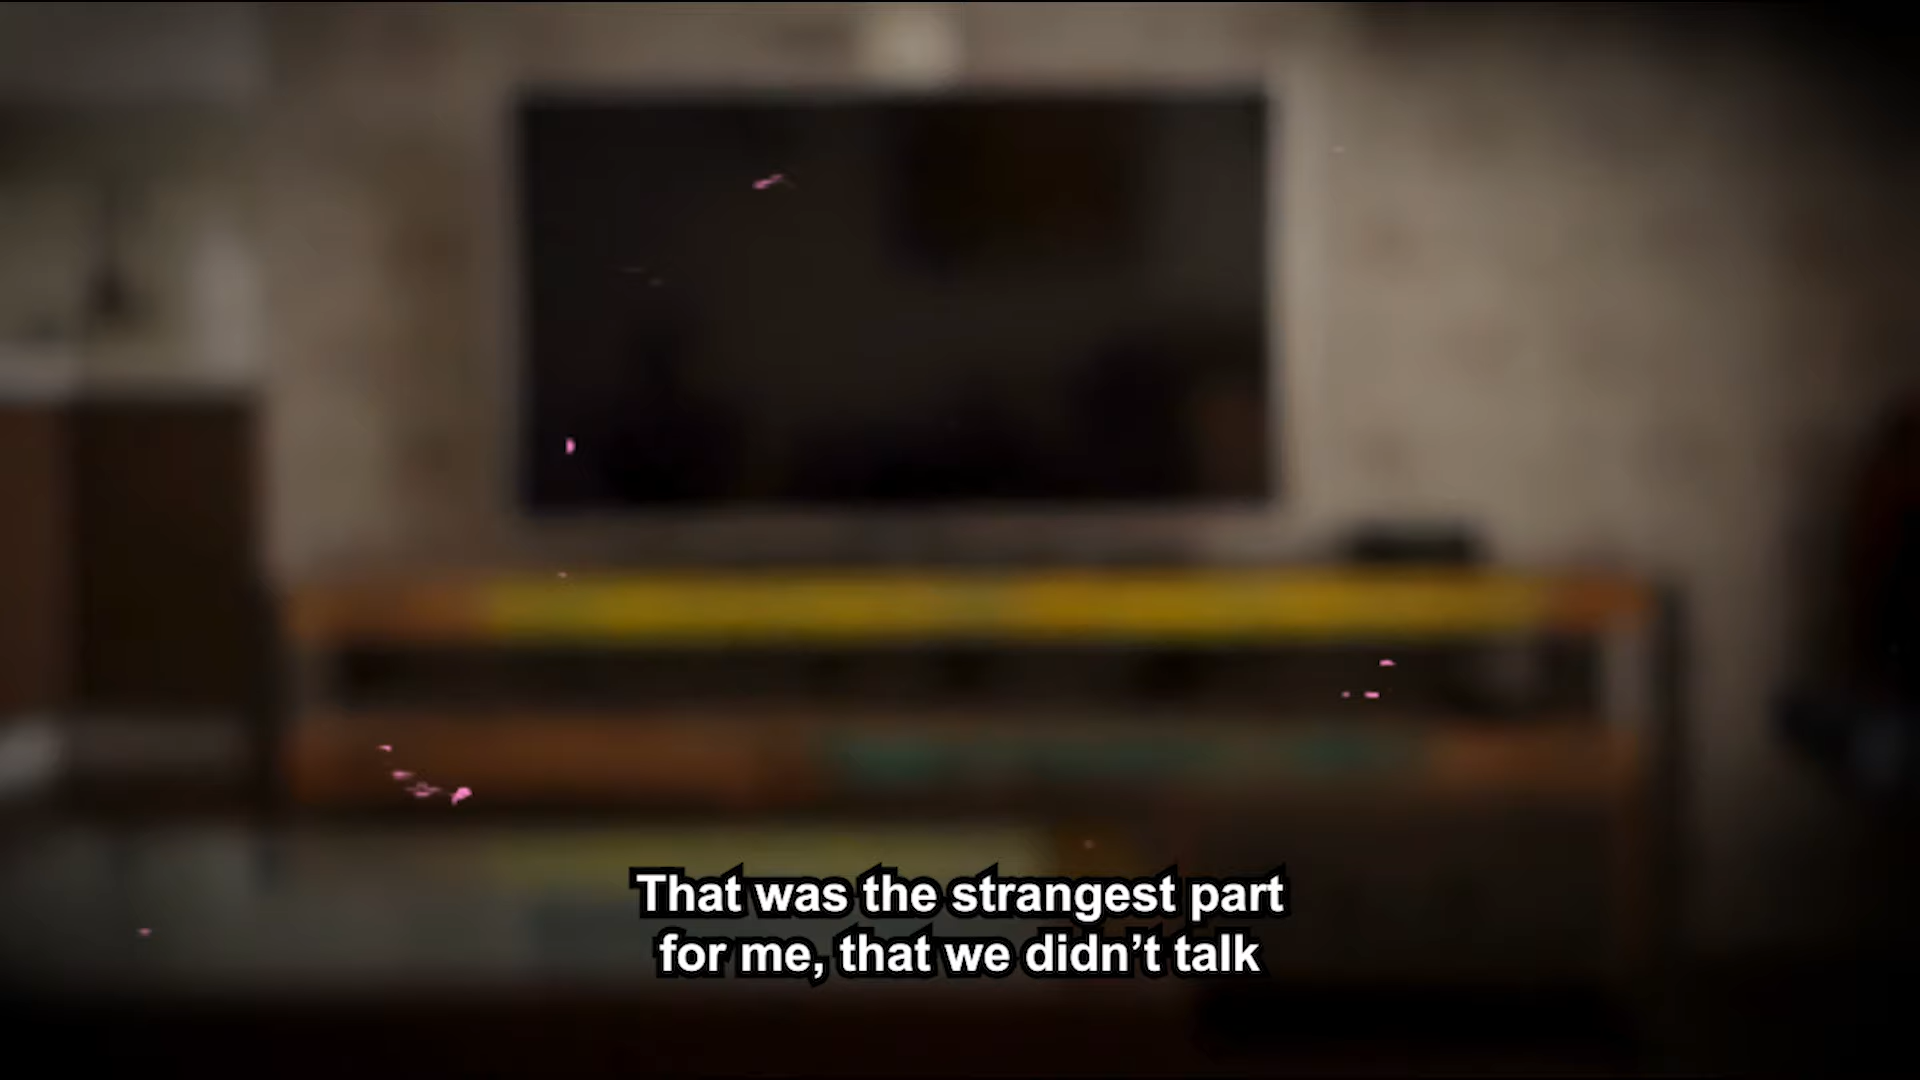 That was the strangest part
for me, that we didn’t talk